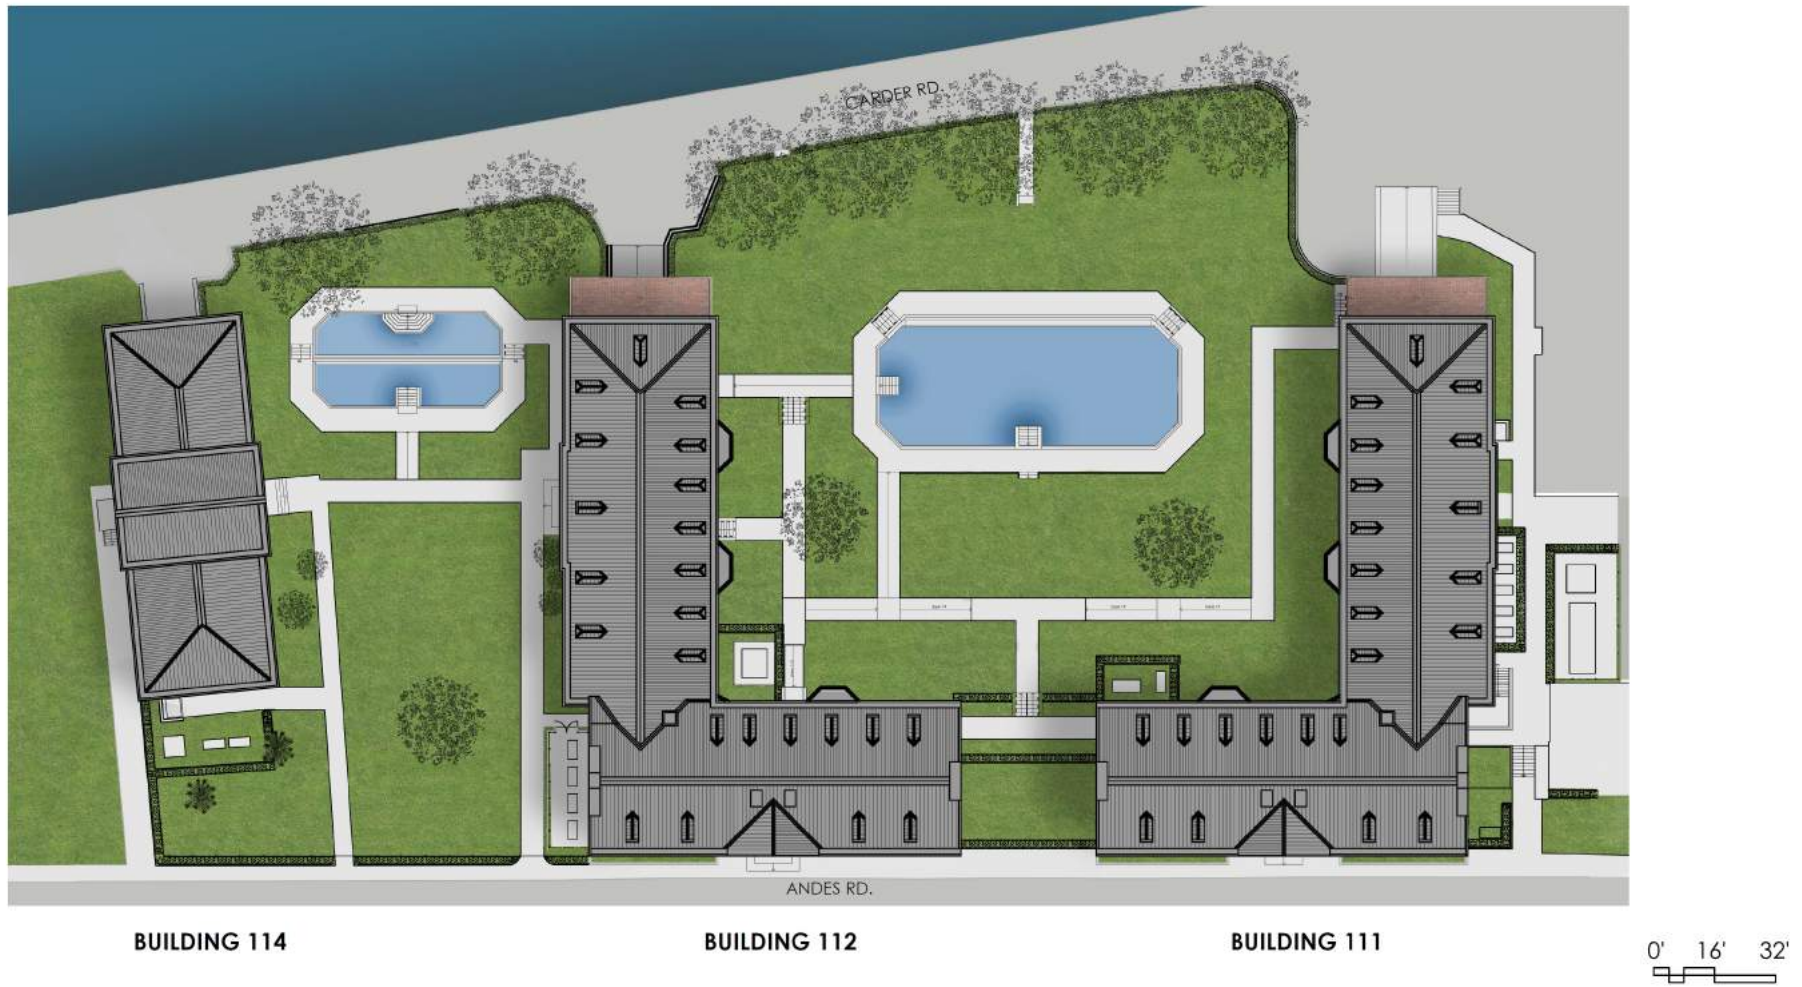 CARDER RD.
ANDES RD.
BUILDING 114
BUILDING 112
BUILDING 111
0' 16' 32'